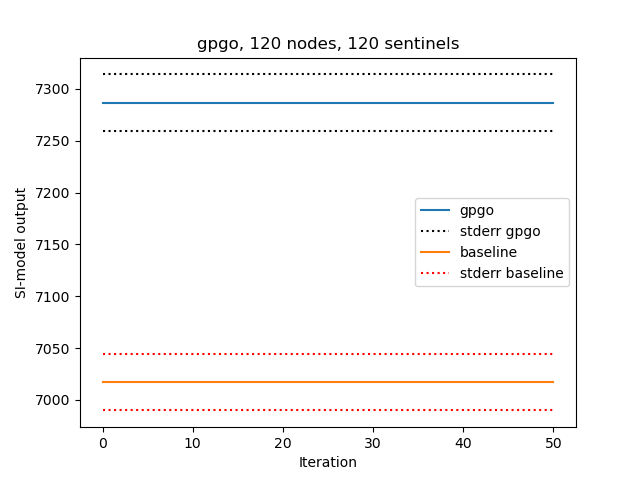 gpgo, 120 nodes, 120 sentinels
7300
7250
7200
7150
7100
7050
7000
SI-model output
gpgo
stderr gpgo
baseline
stderr baseline
0 10 20 30 40 50
Iteration